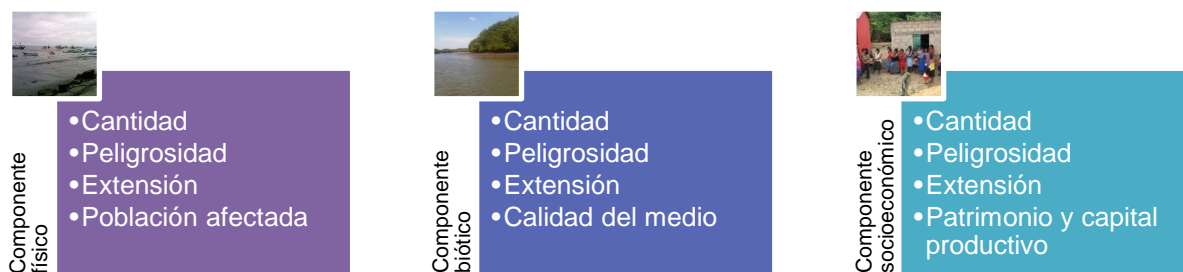 Componente
físico
•Cantidad
•Peligrosidad
•Extensión
•Población afectada
Componente
biótico
•Cantidad
•Peligrosidad
•Extensión
•Calidad del medio
Componente
socioeconómico
•Cantidad
•Peligrosidad
•Extensión
•Patrimonio y capital
productivo